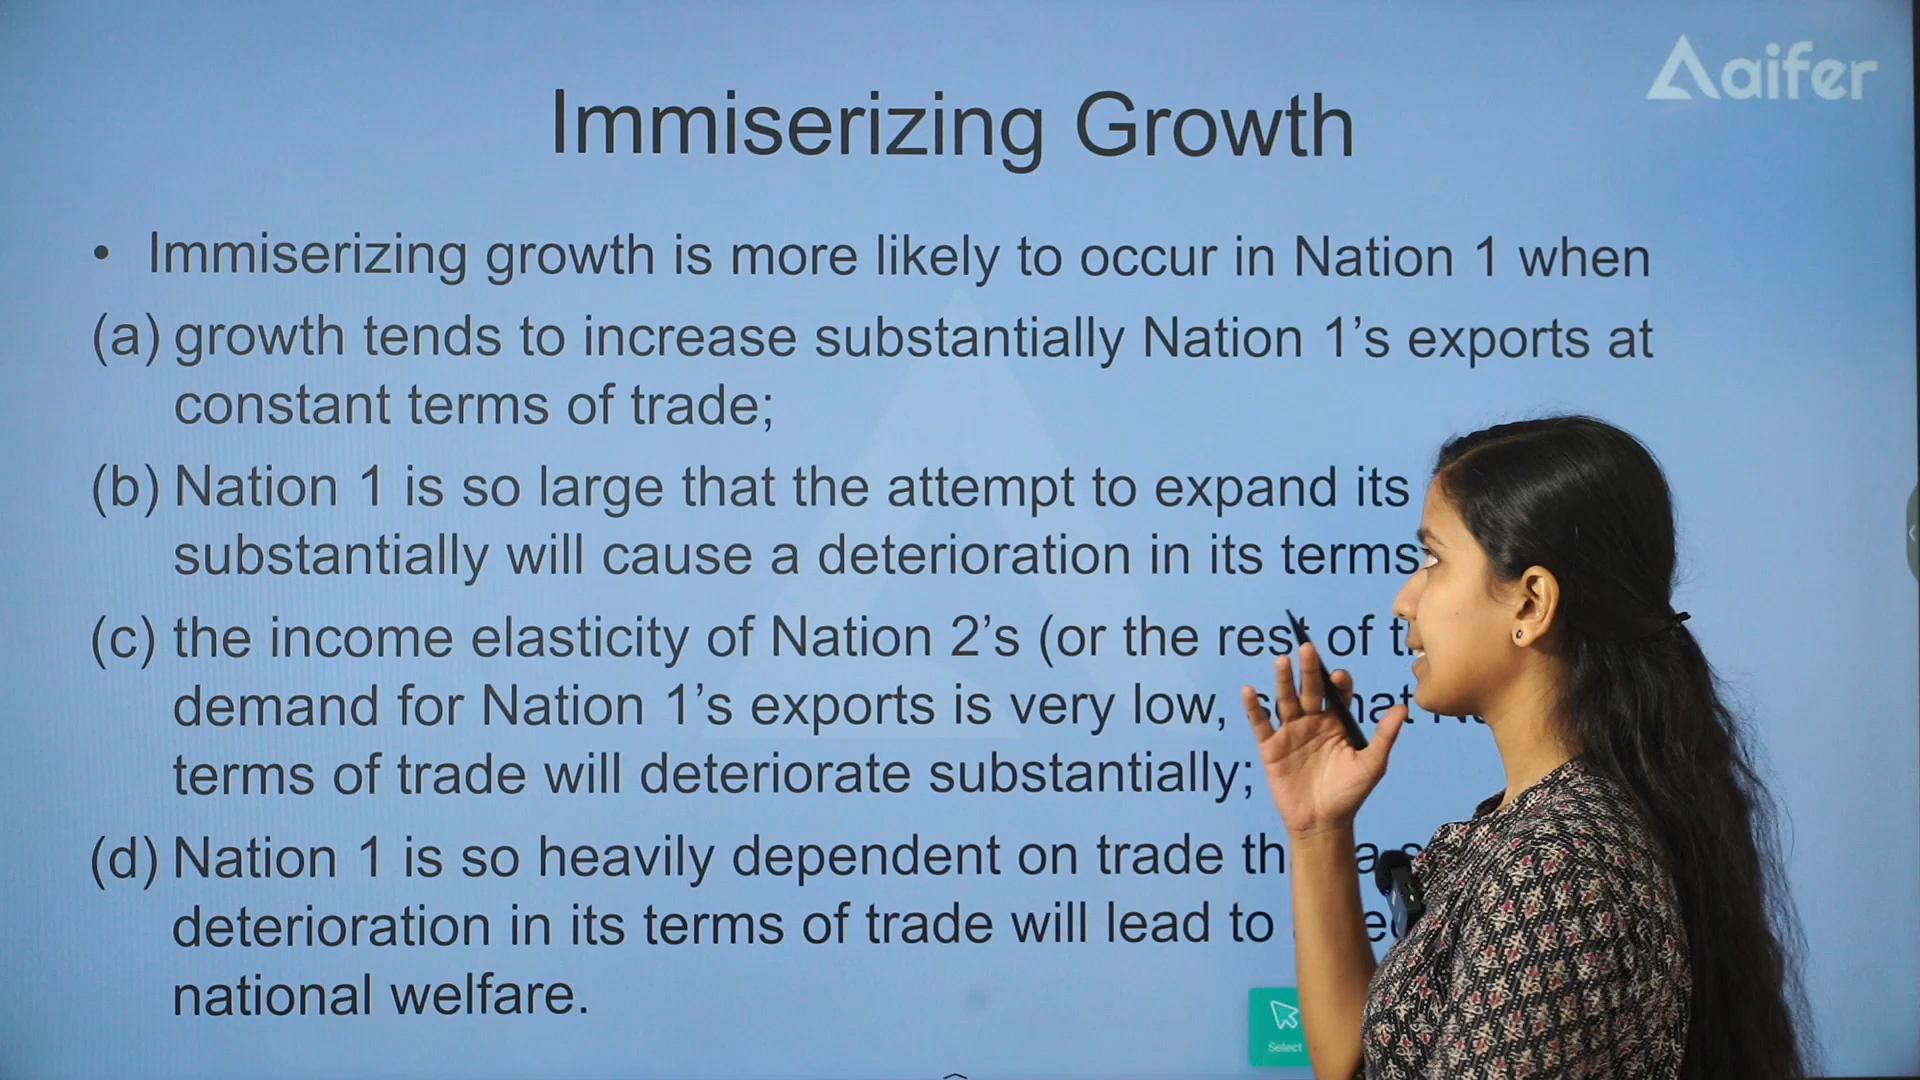 aifer
Immiserizing Growth
• Immiserizing growth is more likely to occur in Nation 1 when
(a) growth tends to increase substantially Nation 1’s exports at
constant terms of trade;
(b) Nation 1 is so large that the attempt to expand its
substantially will cause a deterioration in its terms
(c) the income elasticity of Nation 2’s (or the rest of
demand for Nation 1’s exports is very low,
terms of trade will deteriorate substantially;
(d) Nation 1 is so heavily dependent on trade
deterioration in its terms of trade will lead to
national welfare.
Select